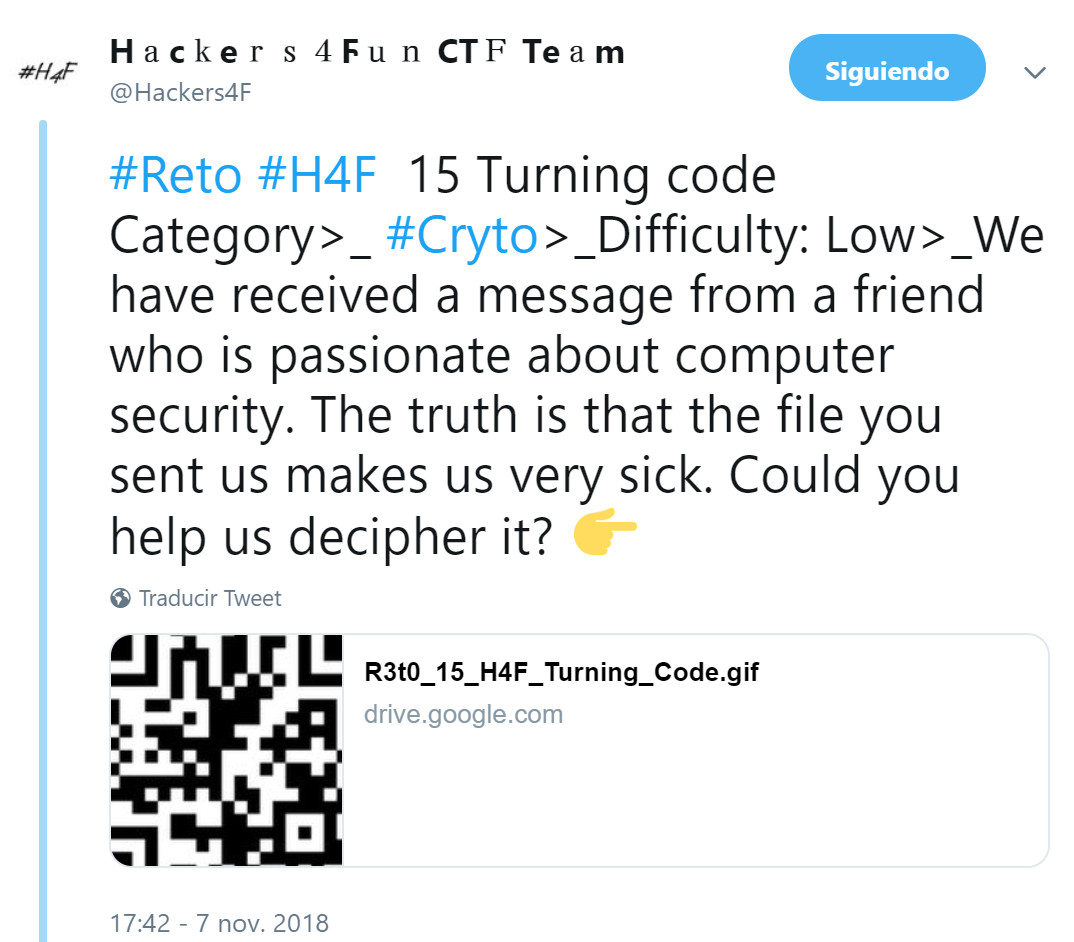 #H4F
Hackers 4Fun CTF Team
@Hackers4F
Siguiendo
#Reto #H4F 15 Turning code
Category>_ #Cryto>_Difficulty: Low>_We
have received a message from a friend
who is passionate about computer
security. The truth is that the file you
sent us makes us very sick. Could you
help us decipher it? 👉
Traducir Tweet
R3t0_15_H4F_Turning_Code.gif
drive.google.com
17:42 - 7 nov. 2018